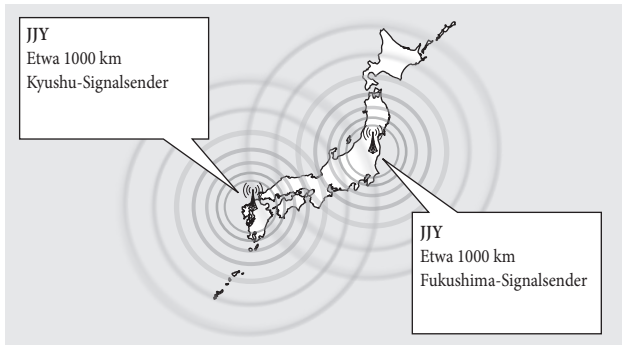 JJY
Etwa 1000 km
Kyushu-Signalsender
JJY
Etwa 1000 km
Fukushima-Signalsender